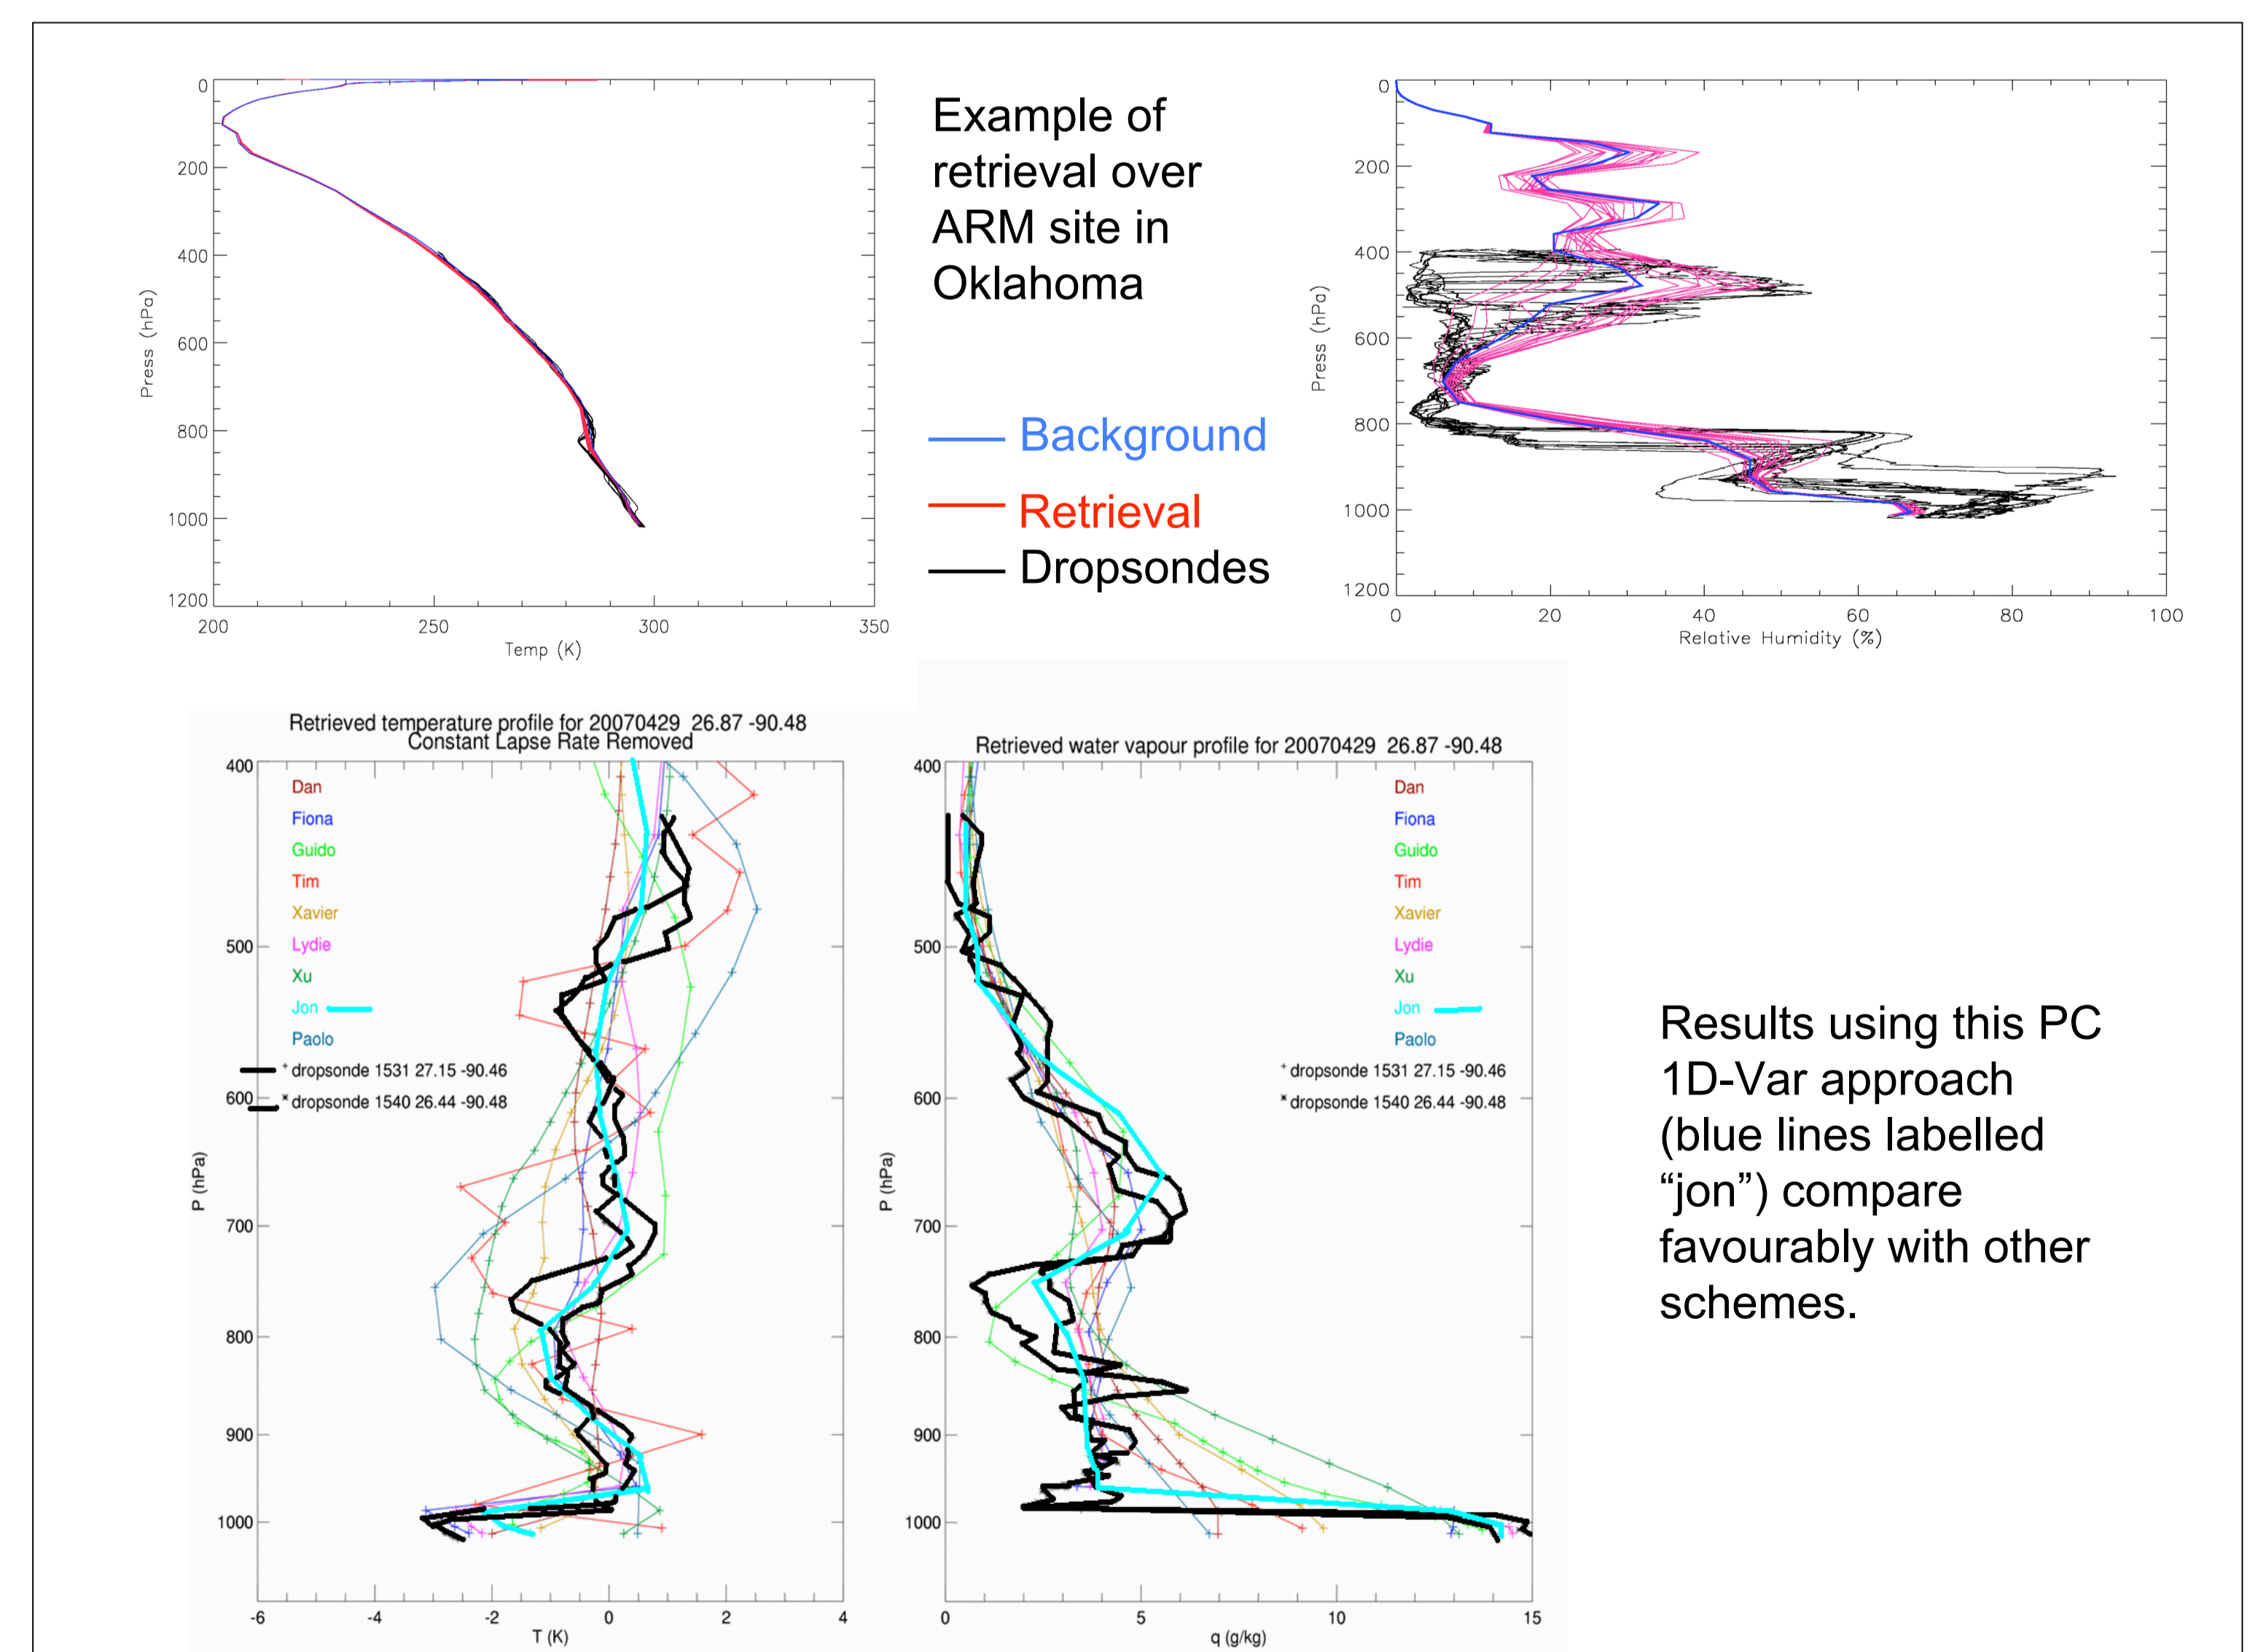 0
200
400
600
800
1000
1200
Press (hPa)
200 250 300 350
Temp (K)
Example of
retrieval over
ARM site in
Oklahoma
Background
Retrieval
Dropsondes
0
200
400
600
800
1000
1200
Press (hPa)
0 20 40 60 80 100
Relative Humidity (%)
Retrieved temperature profile for 20070429 26.87 -90.48
Constant Lapse Rate Removed
400
500
600
700
800
900
1000
P (hPa)
Dan
Fiona
Guido
Tim
Xavier
Lydie
Xu
Jon
Paolo
+ dropsonde 1531 27.15 -90.46
* dropsonde 1540 26.44 -90.48
-6 -4 -2 0 2 4
T (K)
Retrieved water vapour profile for 20070429 26.87 -90.48
400
500
600
700
800
900
1000
P (hPa)
Dan
Fiona
Guido
Tim
Xavier
Lydie
Xu
Jon
Paolo
+ dropsonde 1531 27.15 -90.46
* dropsonde 1540 26.44 -90.48
0 5 10 15
q (g/kg)
Results using this PC
1D-Var approach
(blue lines labelled
“jon”) compare
favourably with other
schemes.